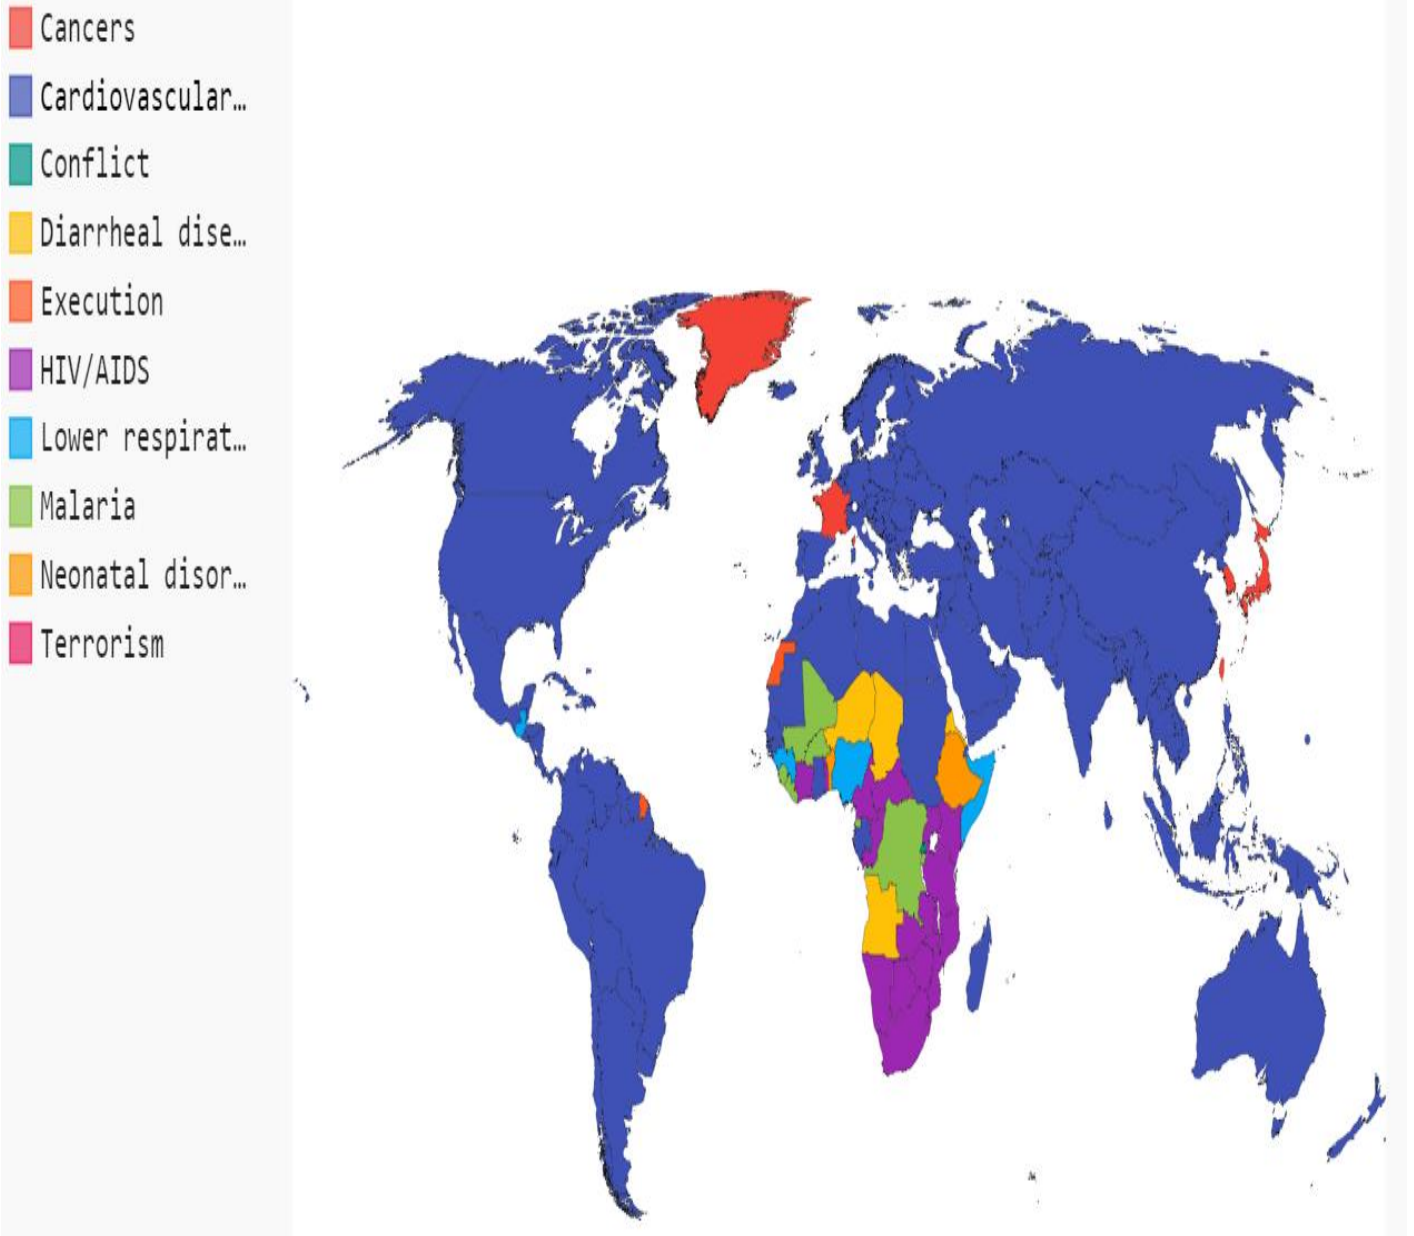 Cancers
Cardiovascular…
Conflict
Diarrheal dise…
Execution
HIV/AIDS
Lower respirat…
Malaria
Neonatal disor…
Terrorism